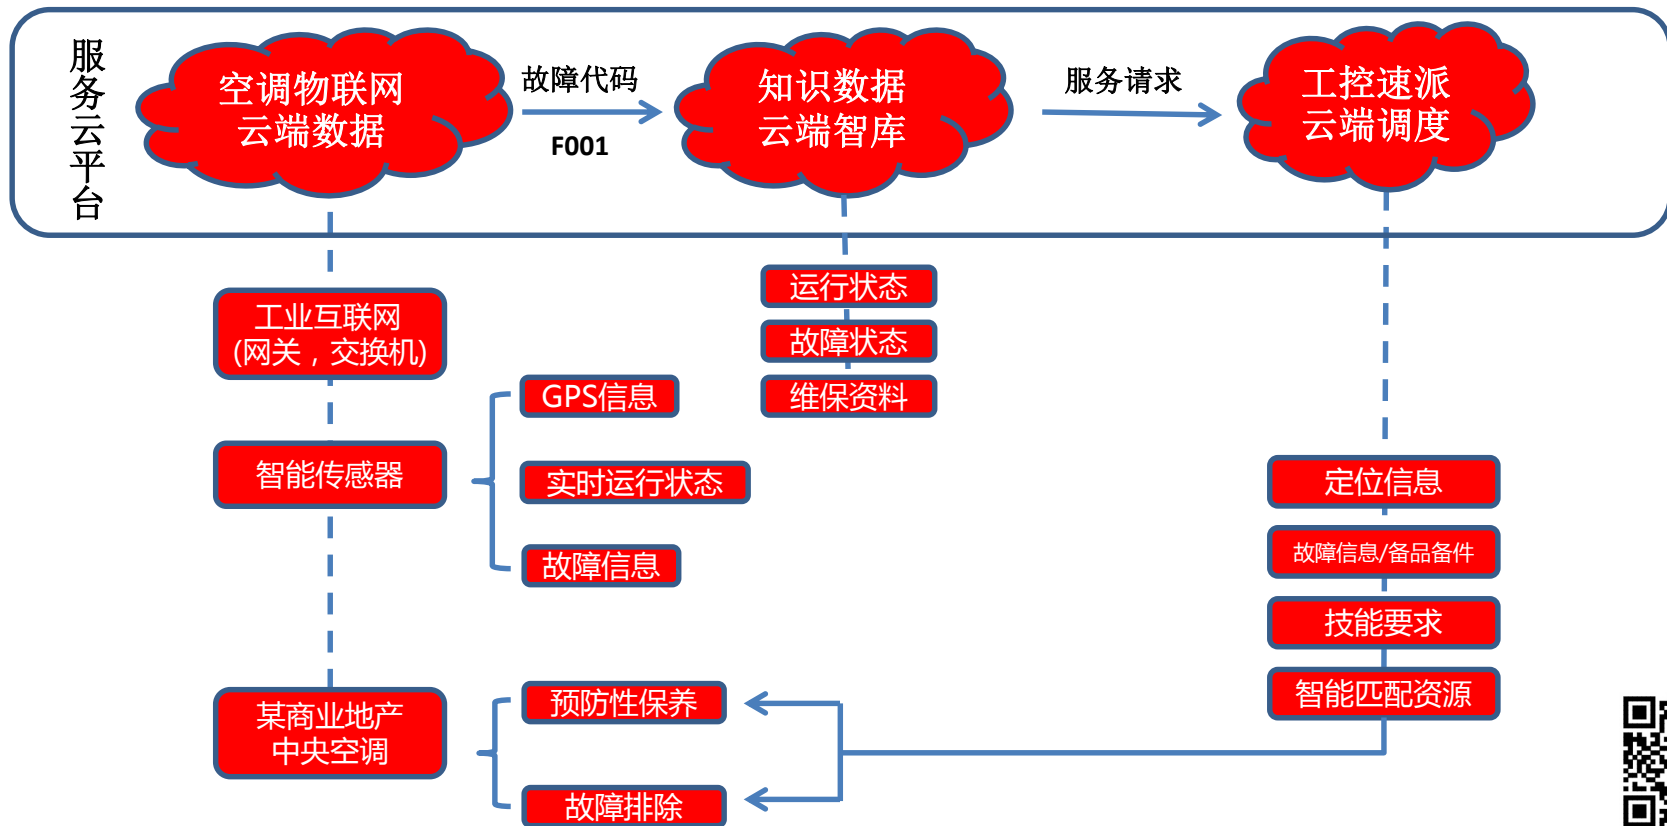 服务云平台
空调物联网
云端数据
故障代码
F001
知识数据
云端智库
服务请求
工控速派
云端调度
工业互联网
(网关，交换机)
智能传感器
GPS信息
实时运行状态
故障信息
运行状态
故障状态
维保资料
定位信息
故障信息/备品备件
技能要求
智能匹配资源
某商业地产
中央空调
预防性保养
故障排除